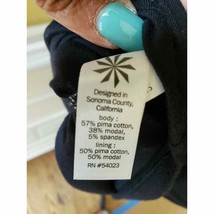 Designed in
Sonoma County,
California
body :
57% pima cotton,
38% modal,
5% spandex
lining :
50% pima cotton,
50% modal
RN #54023